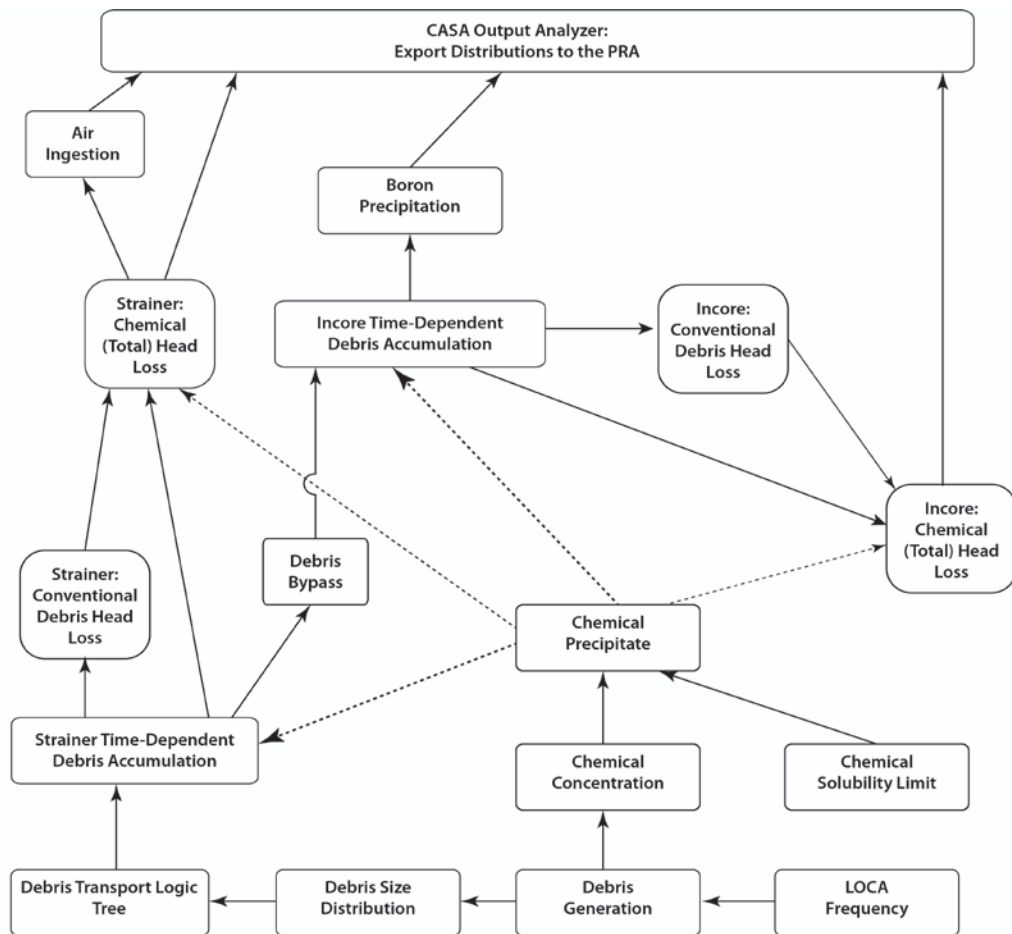 CASA Output Analyzer:
Export Distributions to the PRA
Air
Ingestion
Boron
Precipitation
Strainer:
Chemical
(Total) Head
Loss
Incore Time-Dependent
Debris Accumulation
Incore:
Conventional
Debris Head
Loss
Incore:
Chemical
(Total) Head
Loss
Strainer:
Conventional
Debris Head
Loss
Debris
Bypass
Chemical
Precipitate
Strainer Time-Dependent
Debris Accumulation
Chemical
Concentration
Chemical
Solubility Limit
Debris Transport Logic
Tree
Debris Size
Distribution
Debris
Generation
LOCA
Frequency